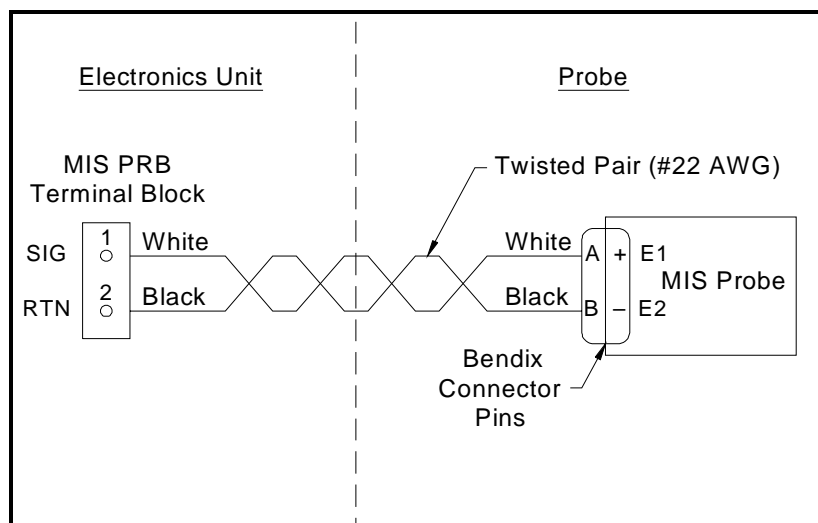 Electronics Unit
Probe
MIS PRB
Terminal Block
Twisted Pair (#22 AWG)
SIG
1
White
White
A
+
E1
MIS Probe
RTN
2
Black
Black
B
–
E2
Bendix
Connector
Pins